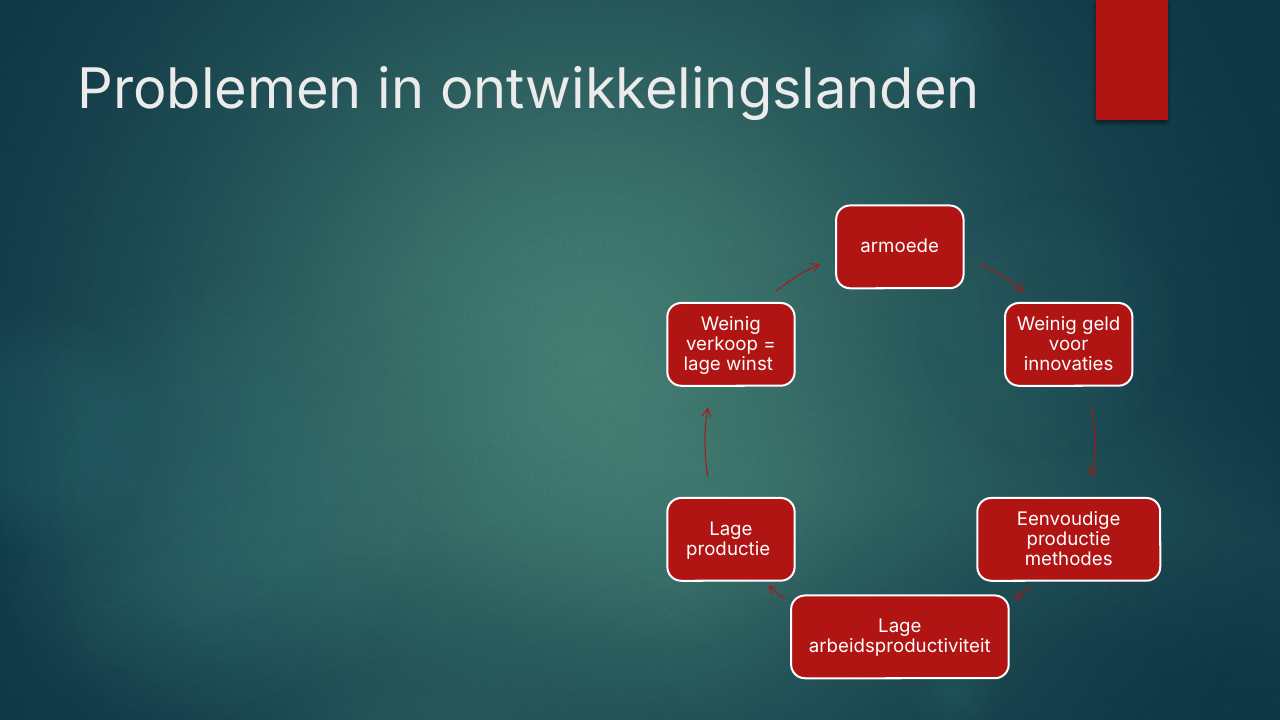 Problemen in ontwikkelingslanden
armoede
Weinig geld
voor
innovaties
Eenvoudige
productie
methodes
Lage
arbeidsproductiviteit
Lage
productie
Weinig
verkoop =
lage winst